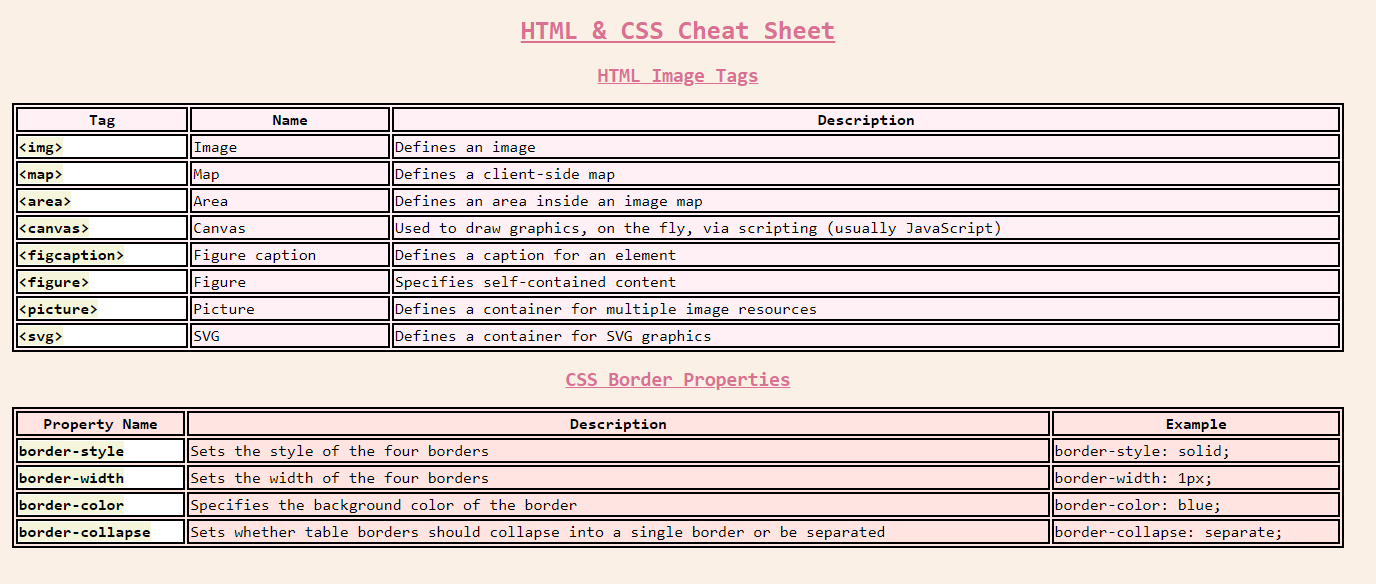 HTML & CSS Cheat Sheet
HTML Image Tags
Tag Name Description
<img> Image Defines an image
<map> Map Defines a client-side map
<area> Area Defines an area inside an image map
<canvas> Canvas Used to draw graphics, on the fly, via scripting (usually JavaScript)
<figcaption> Figure caption Defines a caption for an element
<figure> Figure Specifies self-contained content
<picture> Picture Defines a container for multiple image resources
<svg> SVG Defines a container for SVG graphics
CSS Border Properties
Property Name Description Example
border-style Sets the style of the four borders border-style: solid;
border-width Sets the width of the four borders border-width: 1px;
border-color Specifies the background color of the border border-color: blue;
border-collapse Sets whether table borders should collapse into a single border or be separated border-collapse: separate;